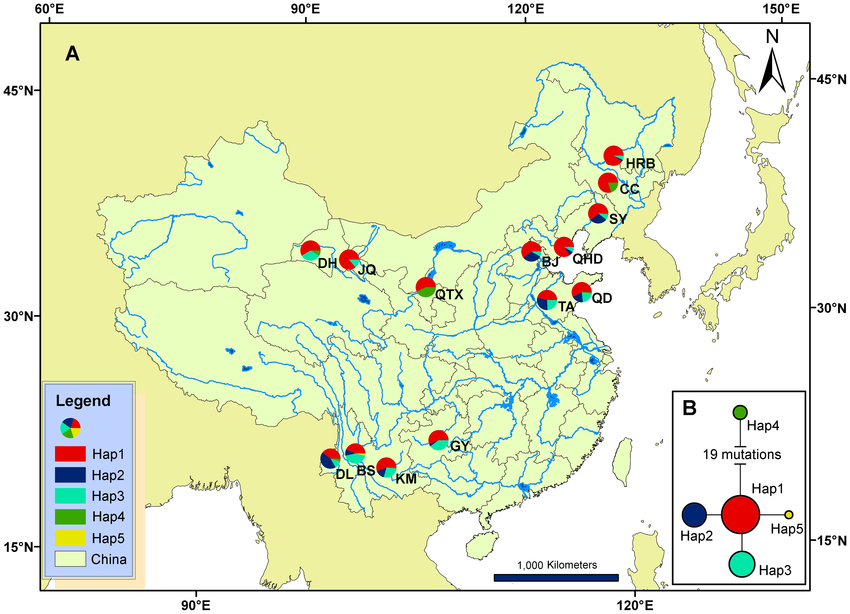 60°E 90°E 120°E 150°E
A
N
45°N 45°N
HRB
CC
SY
QHD
BJ
DH
JQ
QTX
QD
TA
30°N 30°N
Legend
Hap1
Hap2
Hap3
Hap4
Hap5
China
GY
BS
DL
KM
B
Hap4
19 mutations
Hap1
Hap2
Hap5
Hap3
15°N 15°N
1,000 Kilometers
90°E 120°E